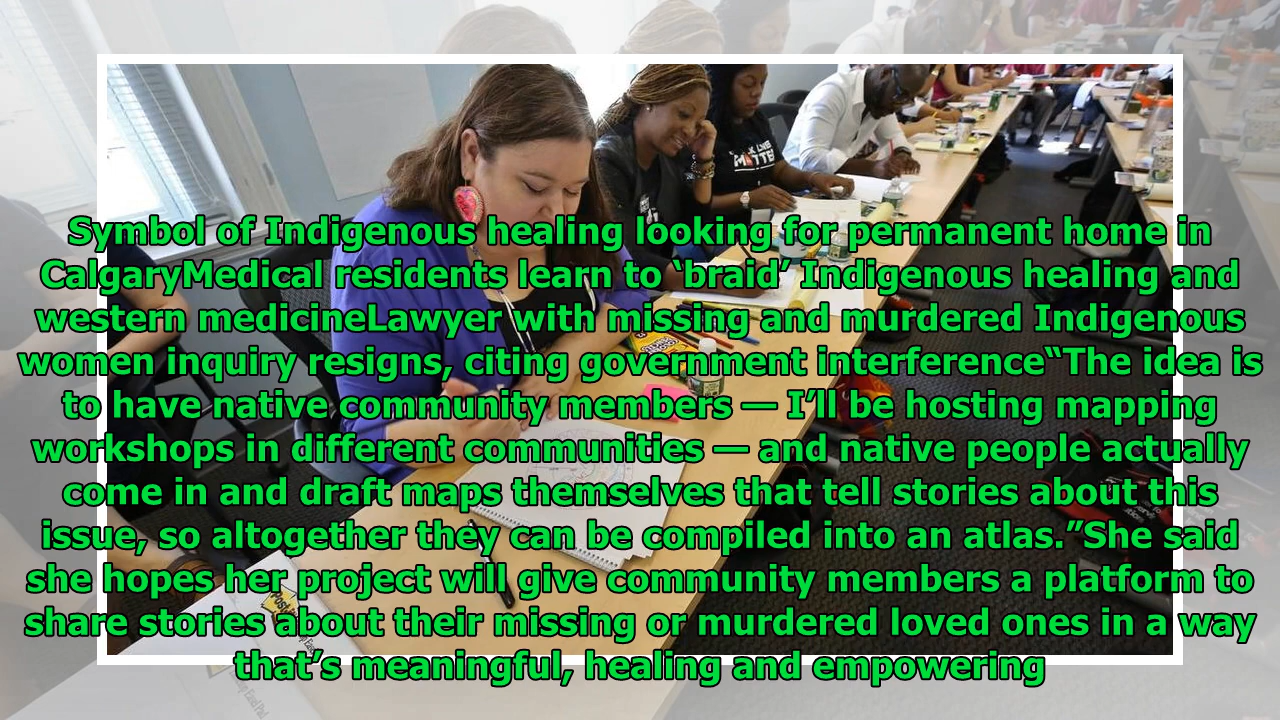 Symbol of Indigenous healing looking for permanent home in
CalgaryMedical residents learn to ‘braid’ Indigenous healing and
western medicineLawyer with missing and murdered Indigenous
women inquiry resigns, citing government interference“The idea is
to have native community members — I’ll be hosting mapping
workshops in different communities — and native people actually
come in and draft maps themselves that tell stories about this
issue, so altogether they can be compiled into an atlas.”She said
she hopes her project will give community members a platform to
share stories about their missing or murdered loved ones in a way
that’s meaningful, healing and empowering